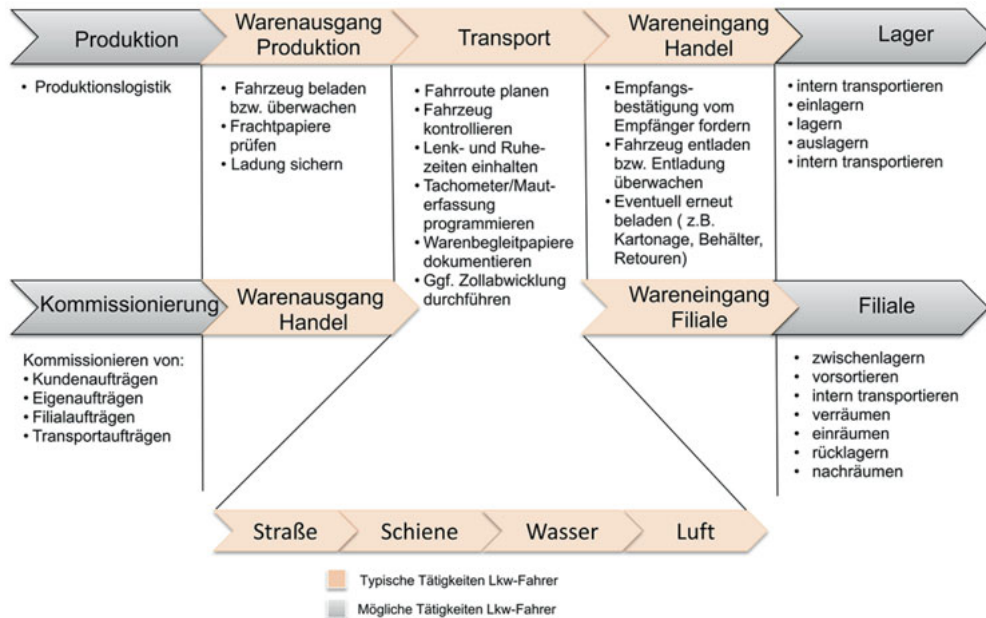 Produktion
Warenausgang
Produktion
Transport
Wareneingang
Handel
Lager
• Produktionslogistik
• Fahrzeug beladen
bzw. überwachen
• Frachtpapiere
prüfen
• Ladung sichern
• Fahrroute planen
• Fahrzeug
kontrollieren
• Lenk- und Ruhe-
zeiten einhalten
• Tachometer/Maut-
erfassung
programmieren
• Warenbegleitpapiere
dokumentieren
• Ggf. Zollabwicklung
durchführen
• Empfangs-
bestätigung vom
Empfänger fordern
• Fahrzeug entladen
bzw. Entladung
überwachen
• Eventuell erneut
beladen ( z.B.
Kartonage, Behälter,
Retouren)
• intern transportieren
• einlagern
• lagern
• auslagern
• intern transportieren
Kommissionierung
Warenausgang
Handel
Wareneingang
Filiale
Filiale
Kommissionieren von:
• Kundenaufträgen
• Eigenaufträgen
• Filialaufträgen
• Transportaufträgen
• zwischenlagern
• vorsortieren
• intern transportieren
• verräumen
• einräumen
• rücklagern
• nachräumen
Straße
Schiene
Wasser
Luft
Typische Tätigkeiten Lkw-Fahrer
Mögliche Tätigkeiten Lkw-Fahrer